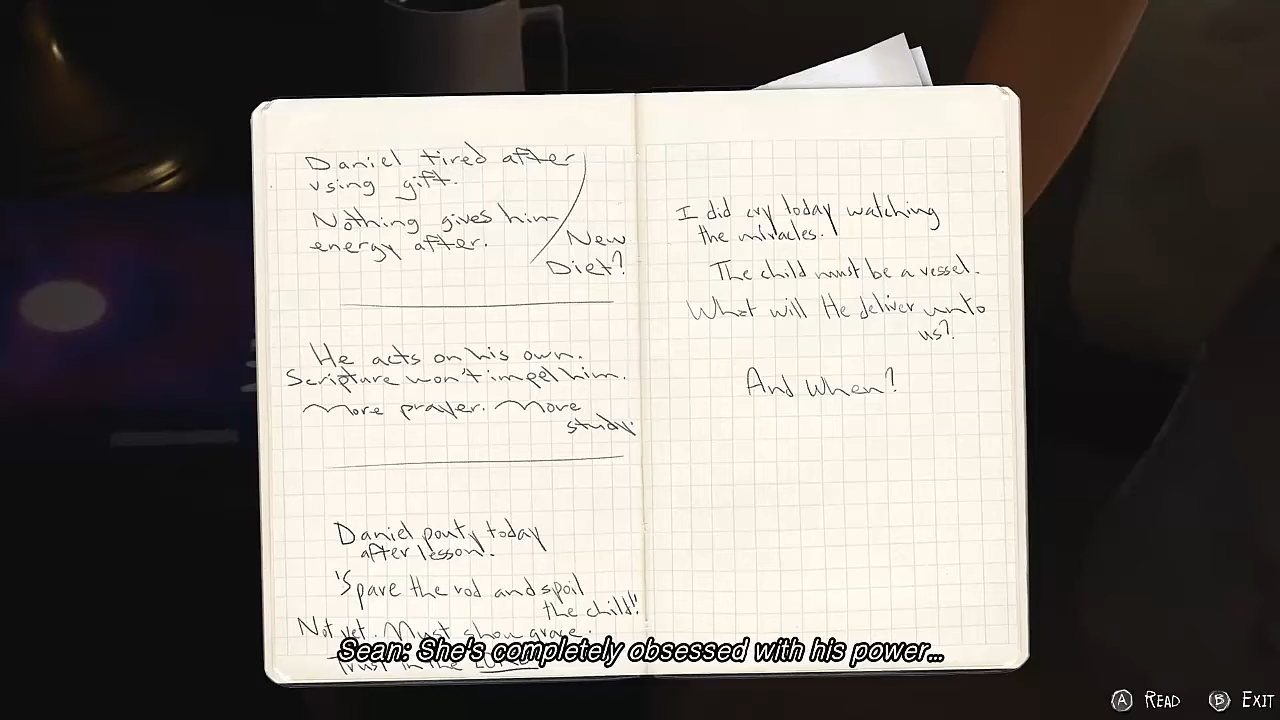 Daniel tired after
using gift.
Nothing gives him
energy after.
New
Diet?
He acts on his own.
Scripture won't impel him.
More prayer. More
study.
Daniel pouty today
after lesson.
'Spare the rod and spoil
the child!'
Not yet. Must show grace.
Trust in the
I did cry today watching
the miracles.
The child must be a vessel.
What will He deliver unto
us?
And When?
Sean: She's completely obsessed with his power...
A READ B EXIT